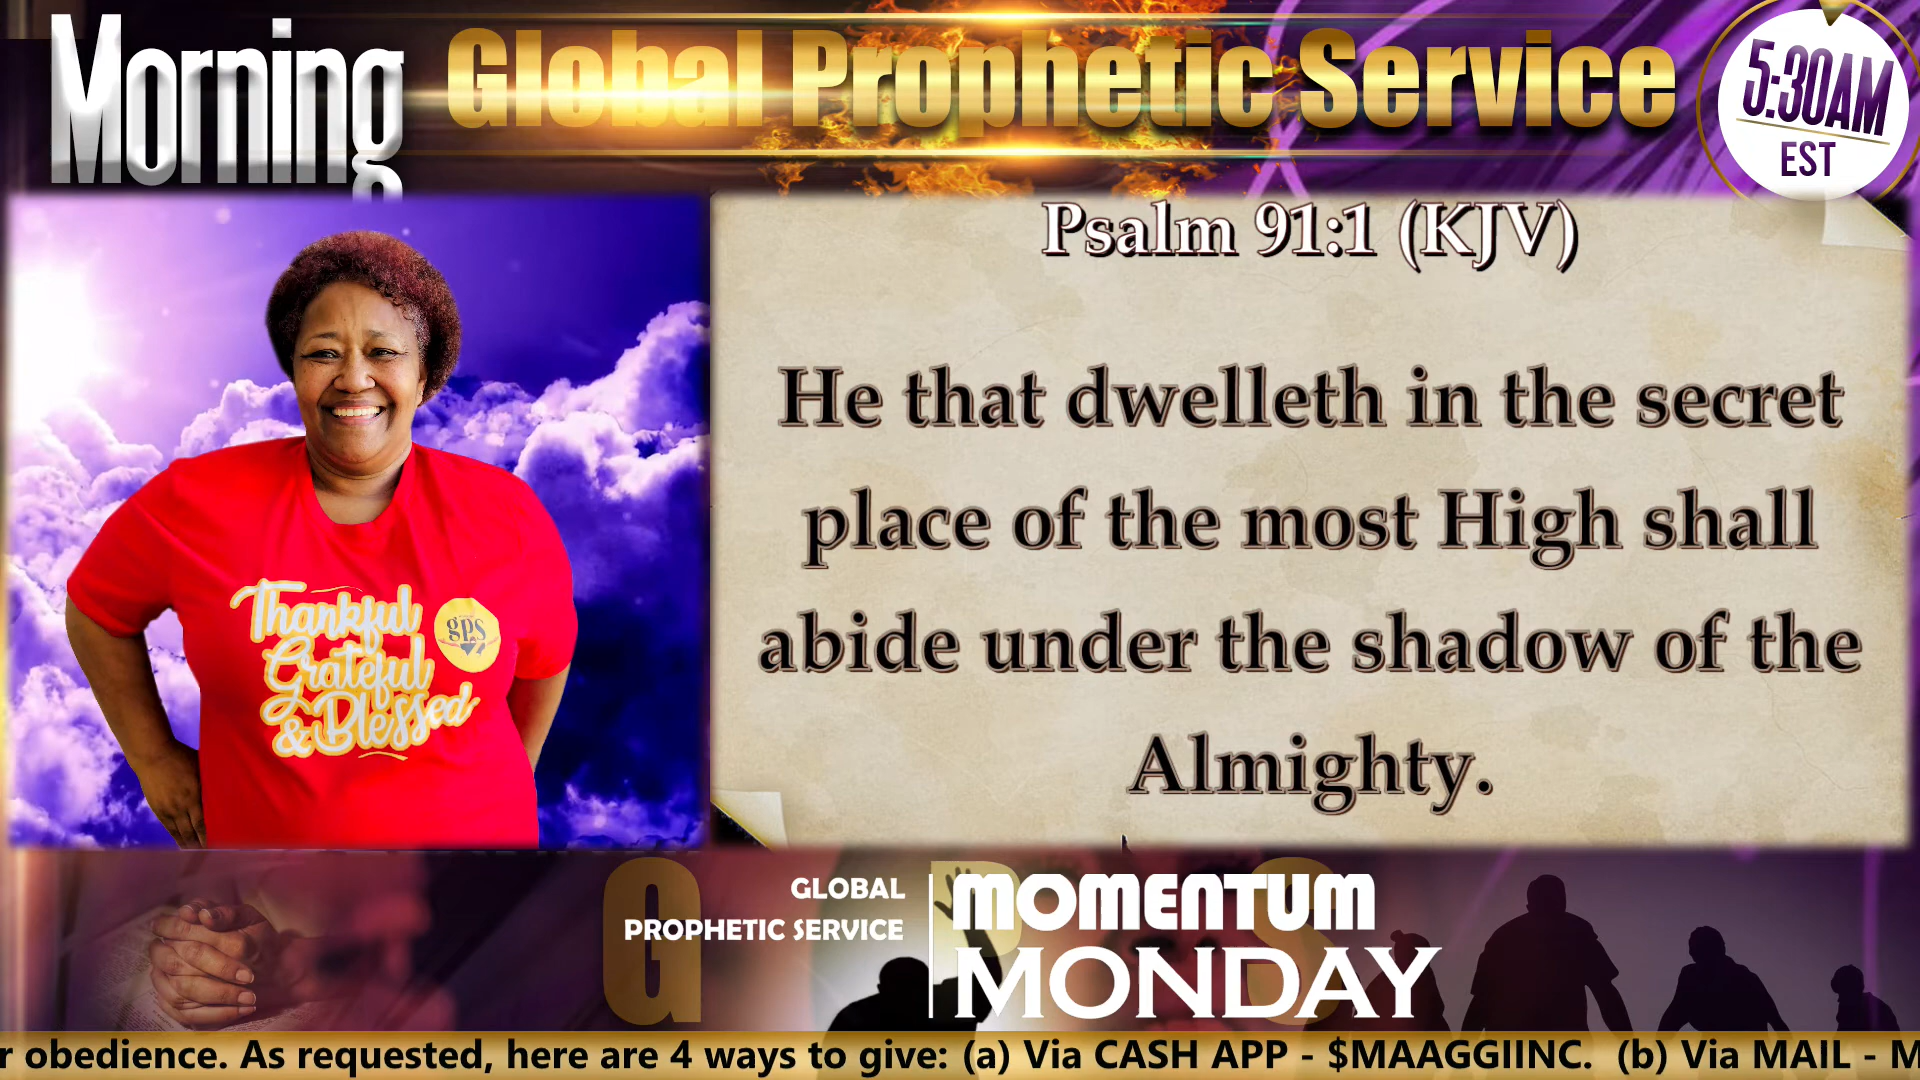 Morning
Global Prophetic Service
5:30AM
EST
Psalm 91:1 (KJV)
He that dwelleth in the secret
place of the most High shall
abide under the shadow of the
Almighty.
Thankful
Grateful
& Blessed
gps
G P S
GLOBAL
PROPHETIC SERVICE
MOMENTUM
MONDAY
r obedience. As requested, here are 4 ways to give: (a) Via CASH APP - $MAAGGIINC. (b) Via MAIL - M